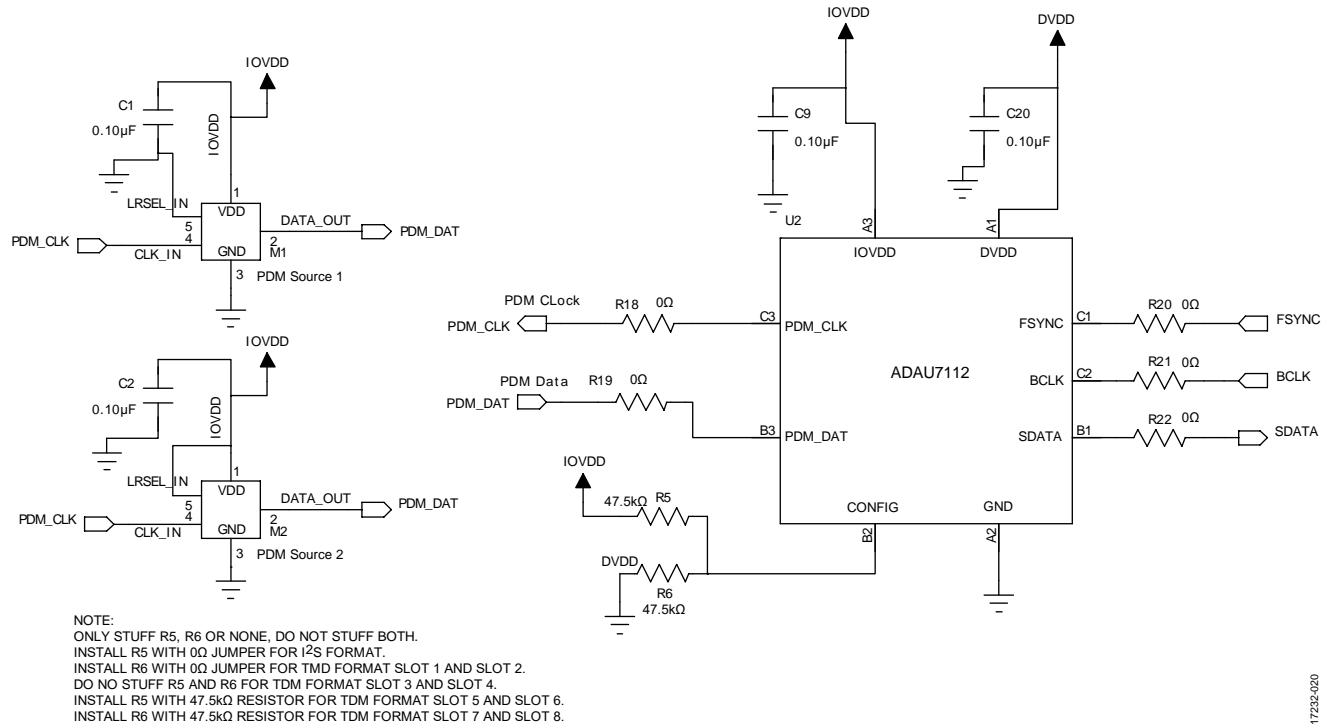 IOVDD
C1
0.10µF
IOVDD
LRSEL_IN
1
VDD
5
4
DATA_OUT
PDM_DAT
PDM_CLK
CLK_IN
GND
2
M1
3
PDM Source 1
IOVDD
C2
0.10µF
IOVDD
LRSEL_IN
1
VDD
5
4
DATA_OUT
PDM_DAT
PDM_CLK
CLK_IN
GND
2
M2
3
PDM Source 2
IOVDD
DVDD
C9
0.10µF
C20
0.10µF
U2
A3
A1
IOVDD
DVDD
PDM CLock
PDM_CLK
R18 0Ω
C3
PDM_CLK
PDM Data
PDM_DAT
R19 0Ω
B3
PDM_DAT
ADAU7112
FSYNC
C1
R20 0Ω
FSYNC
BCLK
C2
R21 0Ω
BCLK
SDATA
B1
R22 0Ω
SDATA
CONFIG
GND
B2
A2
IOVDD
47.5kΩ R5
DVDD
R6
47.5kΩ
NOTE:
ONLY STUFF R5, R6 OR NONE, DO NOT STUFF BOTH.
INSTALL R5 WITH 0Ω JUMPER FOR I2S FORMAT.
INSTALL R6 WITH 0Ω JUMPER FOR TMD FORMAT SLOT 1 AND SLOT 2.
DO NO STUFF R5 AND R6 FOR TDM FORMAT SLOT 3 AND SLOT 4.
INSTALL R5 WITH 47.5kΩ RESISTOR FOR TDM FORMAT SLOT 5 AND SLOT 6.
INSTALL R6 WITH 47.5kΩ RESISTOR FOR TDM FORMAT SLOT 7 AND SLOT 8.
17232-020